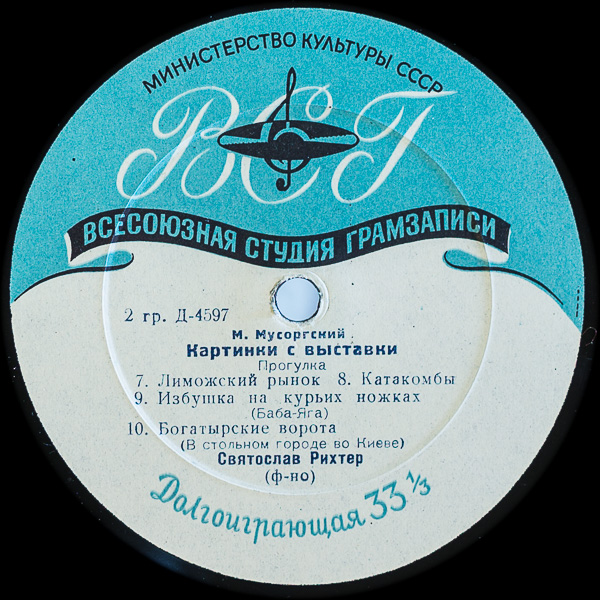 МИНИСТЕРСТВО КУЛЬТУРЫ СССР
ВСГ
ВСЕСОЮЗНАЯ СТУДИЯ ГРАМЗАПИСИ
2 гр. Д-4597
М. Мусоргский
Картинки с выставки
Прогулка
7. Лиможский рынок 8. Катакомбы
9. Избушка на курьих ножках
(Баба-Яга)
10. Богатырские ворота
(В стольном городе во Киеве)
Святослав Рихтер
(ф-но)
Долгоиграющая 33 ⅓